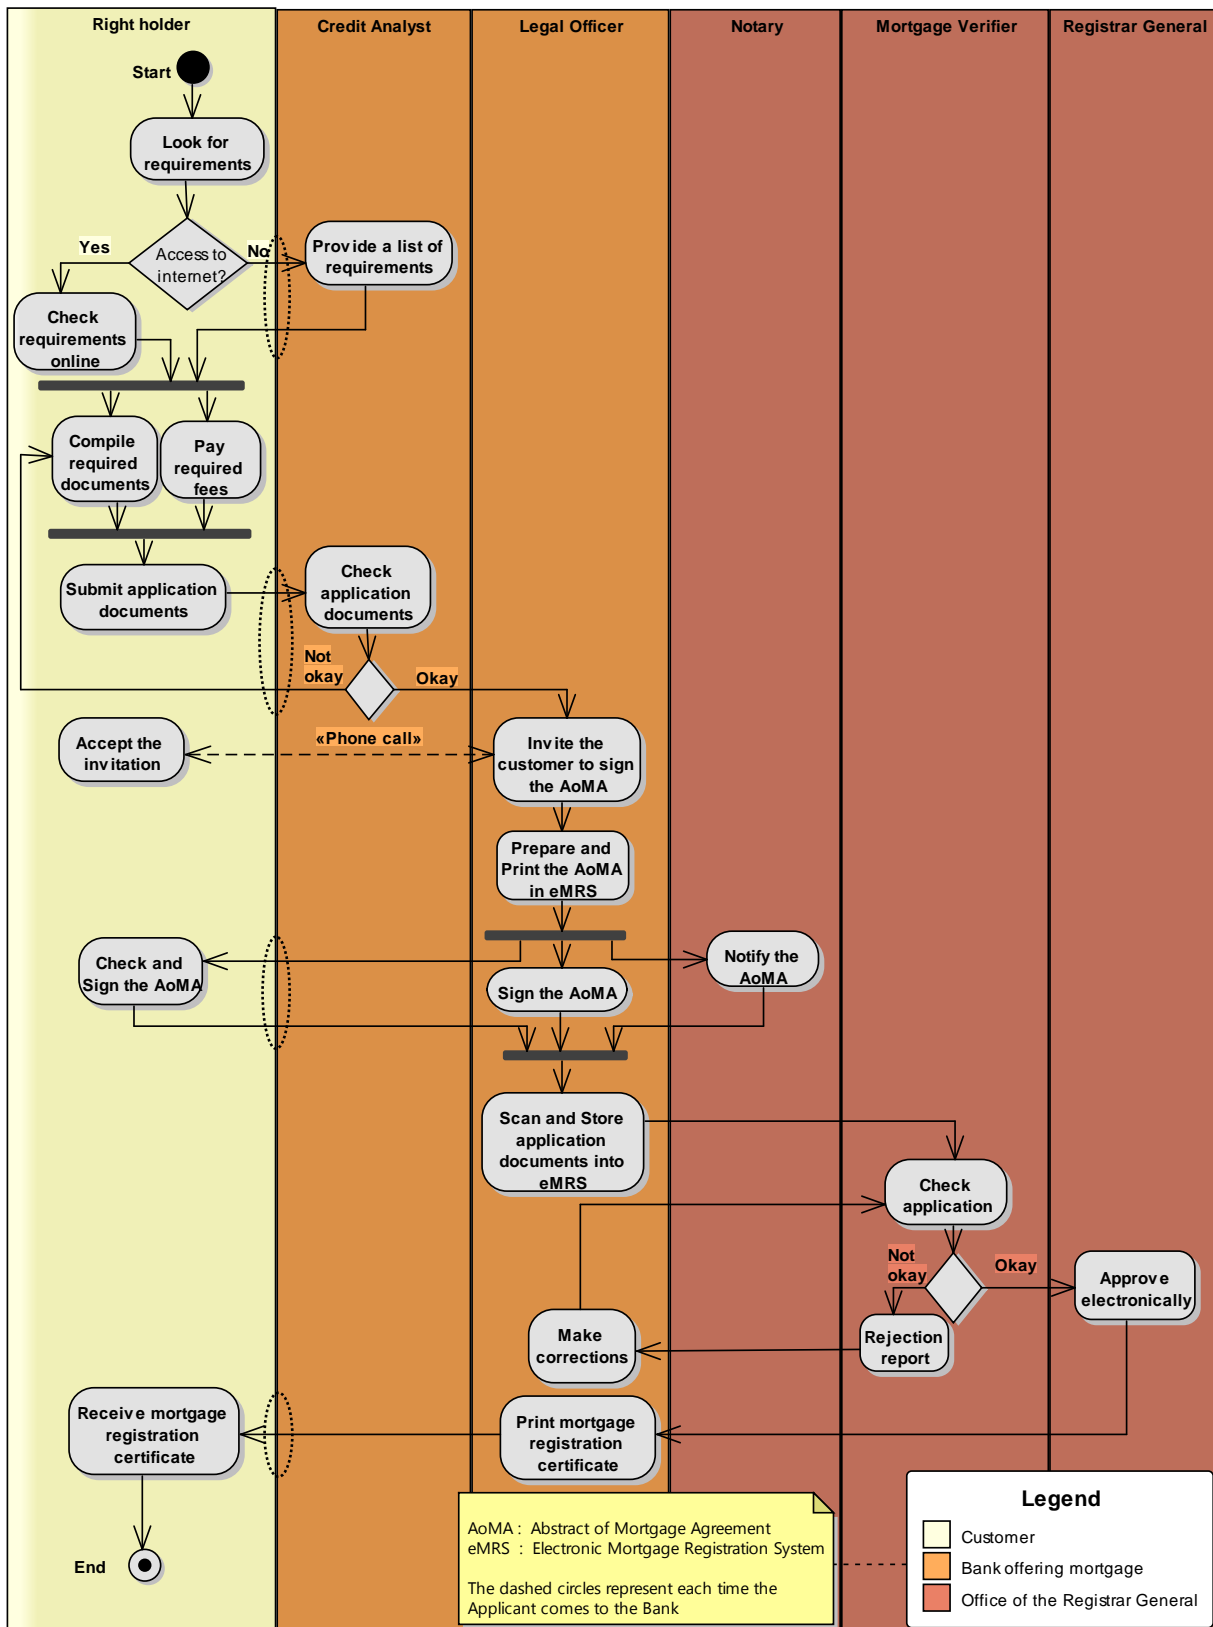 Right holder
Credit Analyst
Legal Officer
Notary
Mortgage Verifier
Registrar General
Start
Look for
requirements
Access to
internet?
Yes
No
Provide a list of
requirements
Check
requirements
online
Compile
required
documents
Pay
required
fees
Submit application
documents
Check
application
documents
Not
okay
Okay
Accept the
invitation
«Phone call»
Invite the
customer to sign
the AoMA
Prepare and
Print the AoMA
in eMRS
Check and
Sign the AoMA
Sign the AoMA
Notify the
AoMA
Scan and Store
application
documents into
eMRS
Check
application
Not
okay
Okay
Approve
electronically
Make
corrections
Rejection
report
Receive mortgage
registration
certificate
Print mortgage
registration
certificate
End
AoMA : Abstract of Mortgage Agreement
eMRS : Electronic Mortgage Registration System
The dashed circles represent each time the
Applicant comes to the Bank
Legend
Customer
Bank offering mortgage
Office of the Registrar General